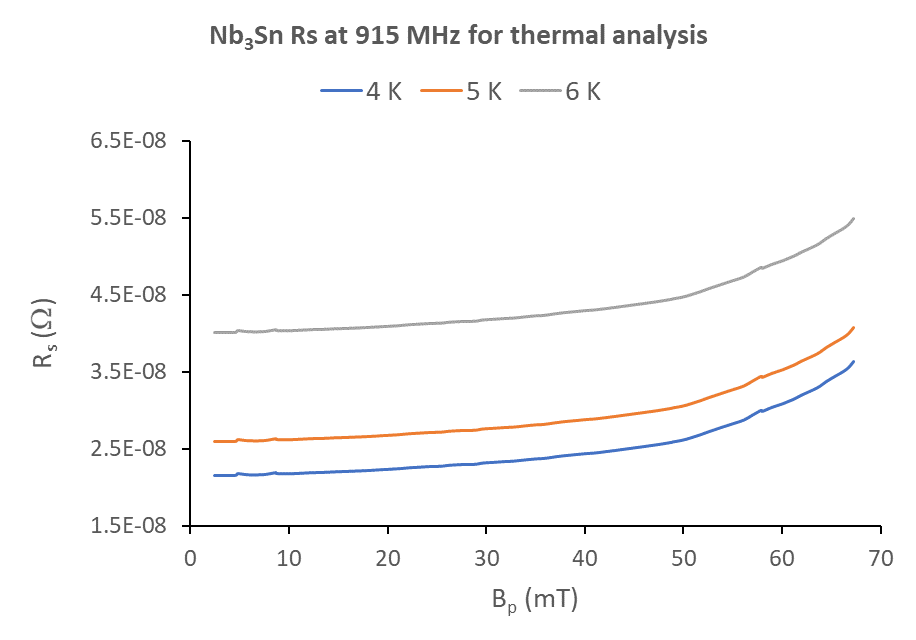 Nb₃Sn Rs at 915 MHz for thermal analysis
4 K 5 K 6 K
6.5E-08
5.5E-08
4.5E-08
3.5E-08
2.5E-08
1.5E-08
Rₛ (Ω)
0 10 20 30 40 50 60 70
Bₚ (mT)